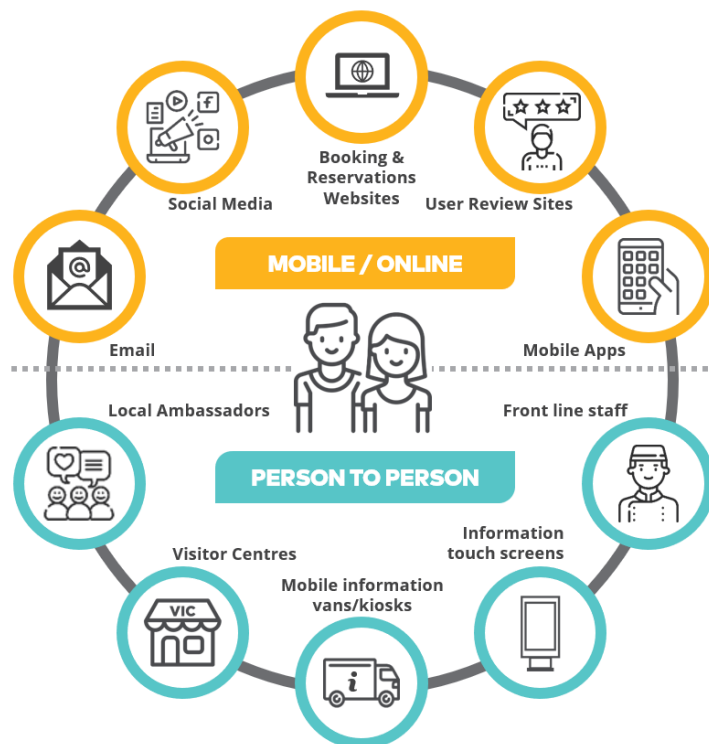 Booking &
Reservations
Websites
Social Media
User Review Sites
MOBILE / ONLINE
@
Email
Mobile Apps
Local Ambassadors
Front line staff
PERSON TO PERSON
Information
touch screens
Visitor Centres
Mobile information
vans/kiosks
VIC
i